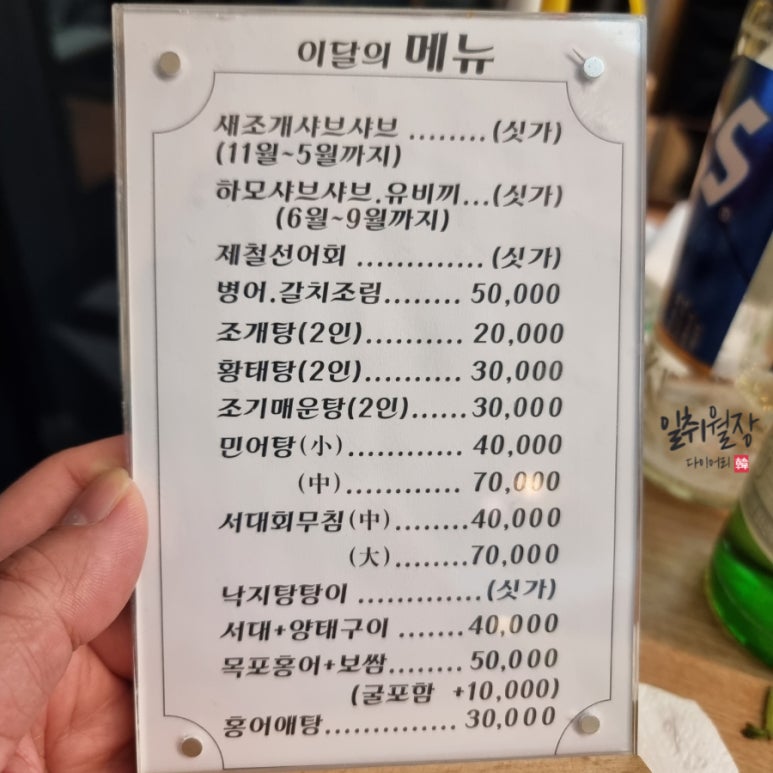 이달의 메뉴
새조개샤브샤브 ........(싯가)
(11월~5월까지)
하모샤브샤브.유비끼...(싯가)
(6월~9월까지)
제철선어회 .............(싯가)
병어.갈치조림........ 50,000
조개탕(2인).......... 20,000
황태탕(2인).......... 30,000
조기매운탕(2인)......30,000
민어탕(小) .......... 40,000
(中)............ 70,000
서대회무침(中)........40,000
(大)........70,000
낙지탕탕이 .............(싯가)
서대+양태구이 .......40,000
목포홍어+보쌈........ 50,000
(굴포함 +10,000)
홍어애탕.............. 30,000
일취월장
다이어리 韓